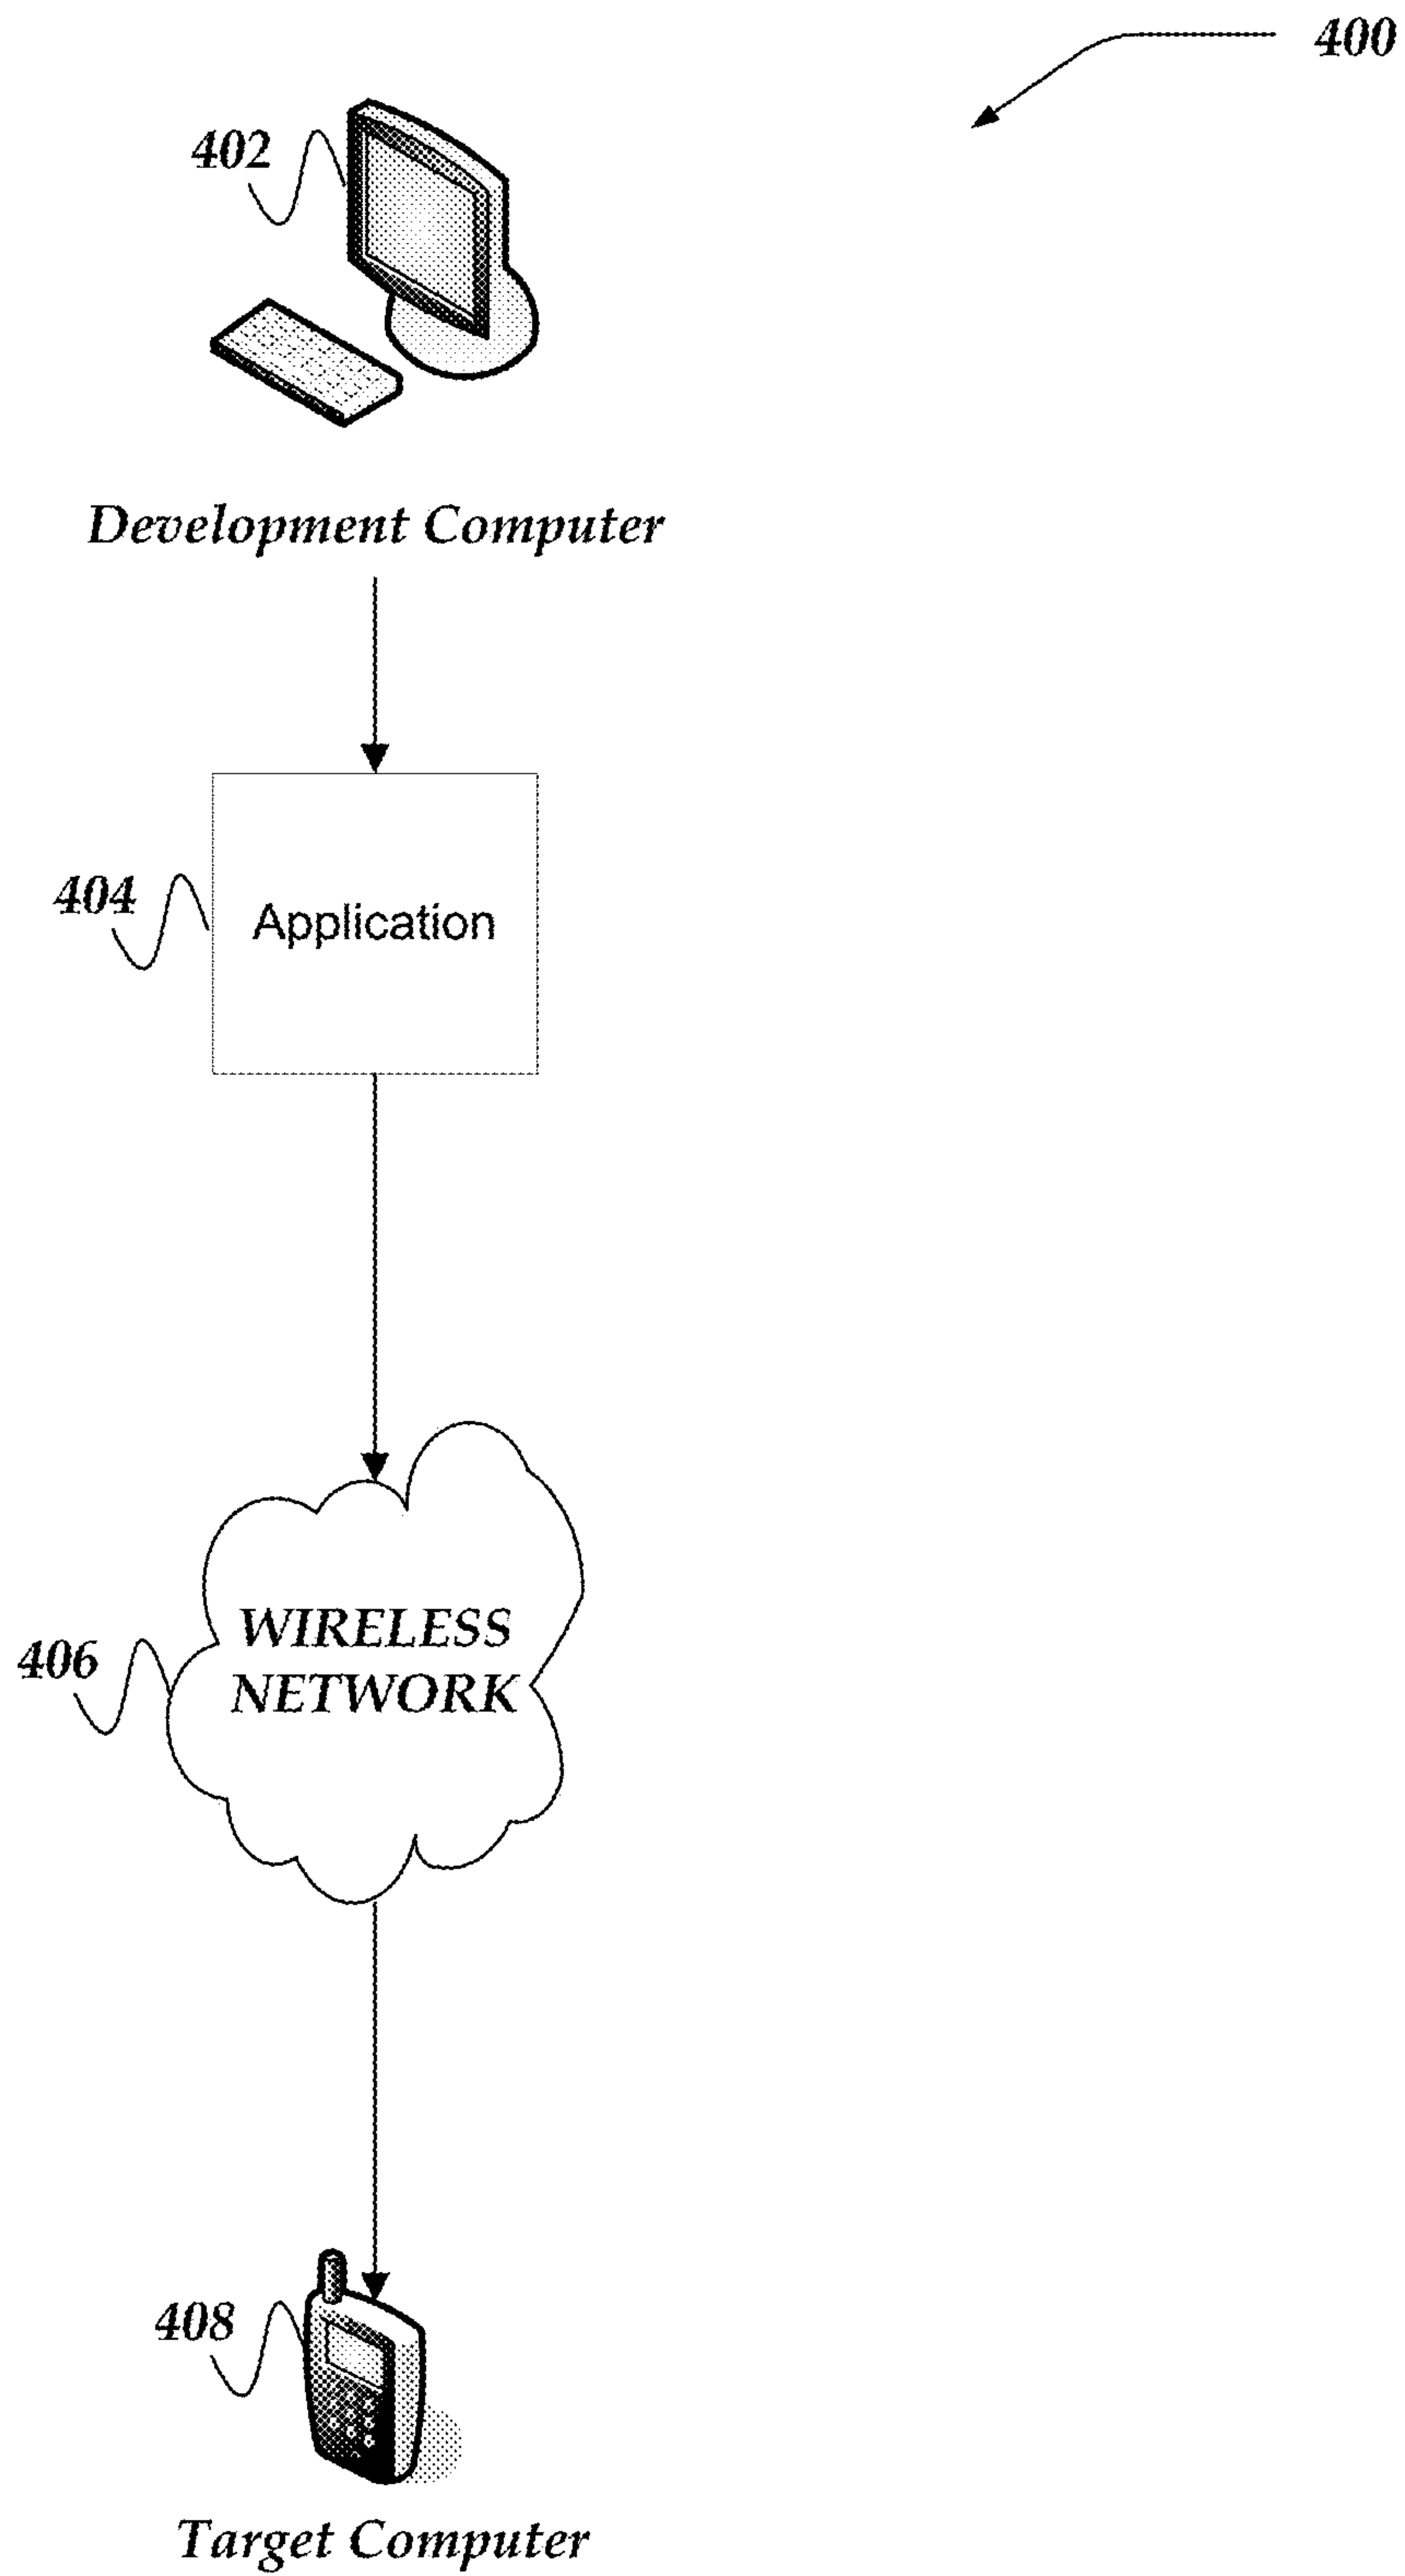 400
402
Development Computer
404
Application
406
WIRELESS
NETWORK
408
Target Computer